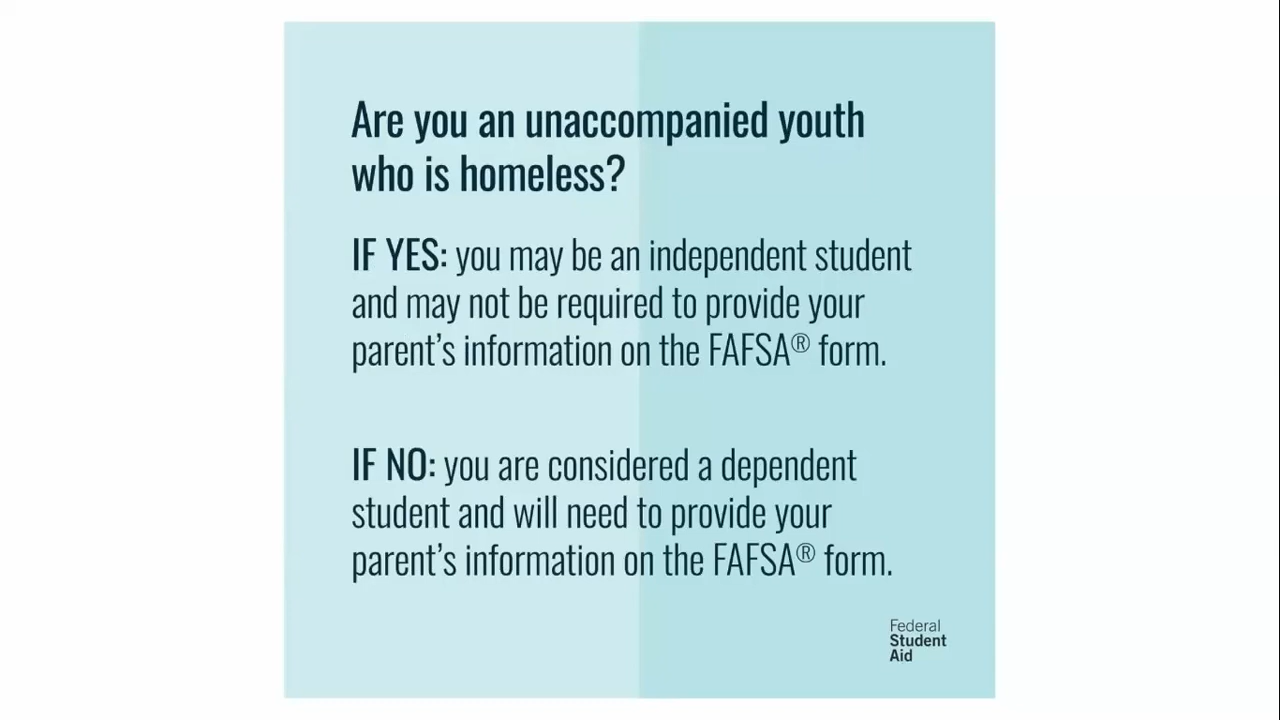 Are you an unaccompanied youth
who is homeless?
IF YES: you may be an independent student
and may not be required to provide your
parent’s information on the FAFSA® form.
IF NO: you are considered a dependent
student and will need to provide your
parent’s information on the FAFSA® form.
Federal
Student
Aid